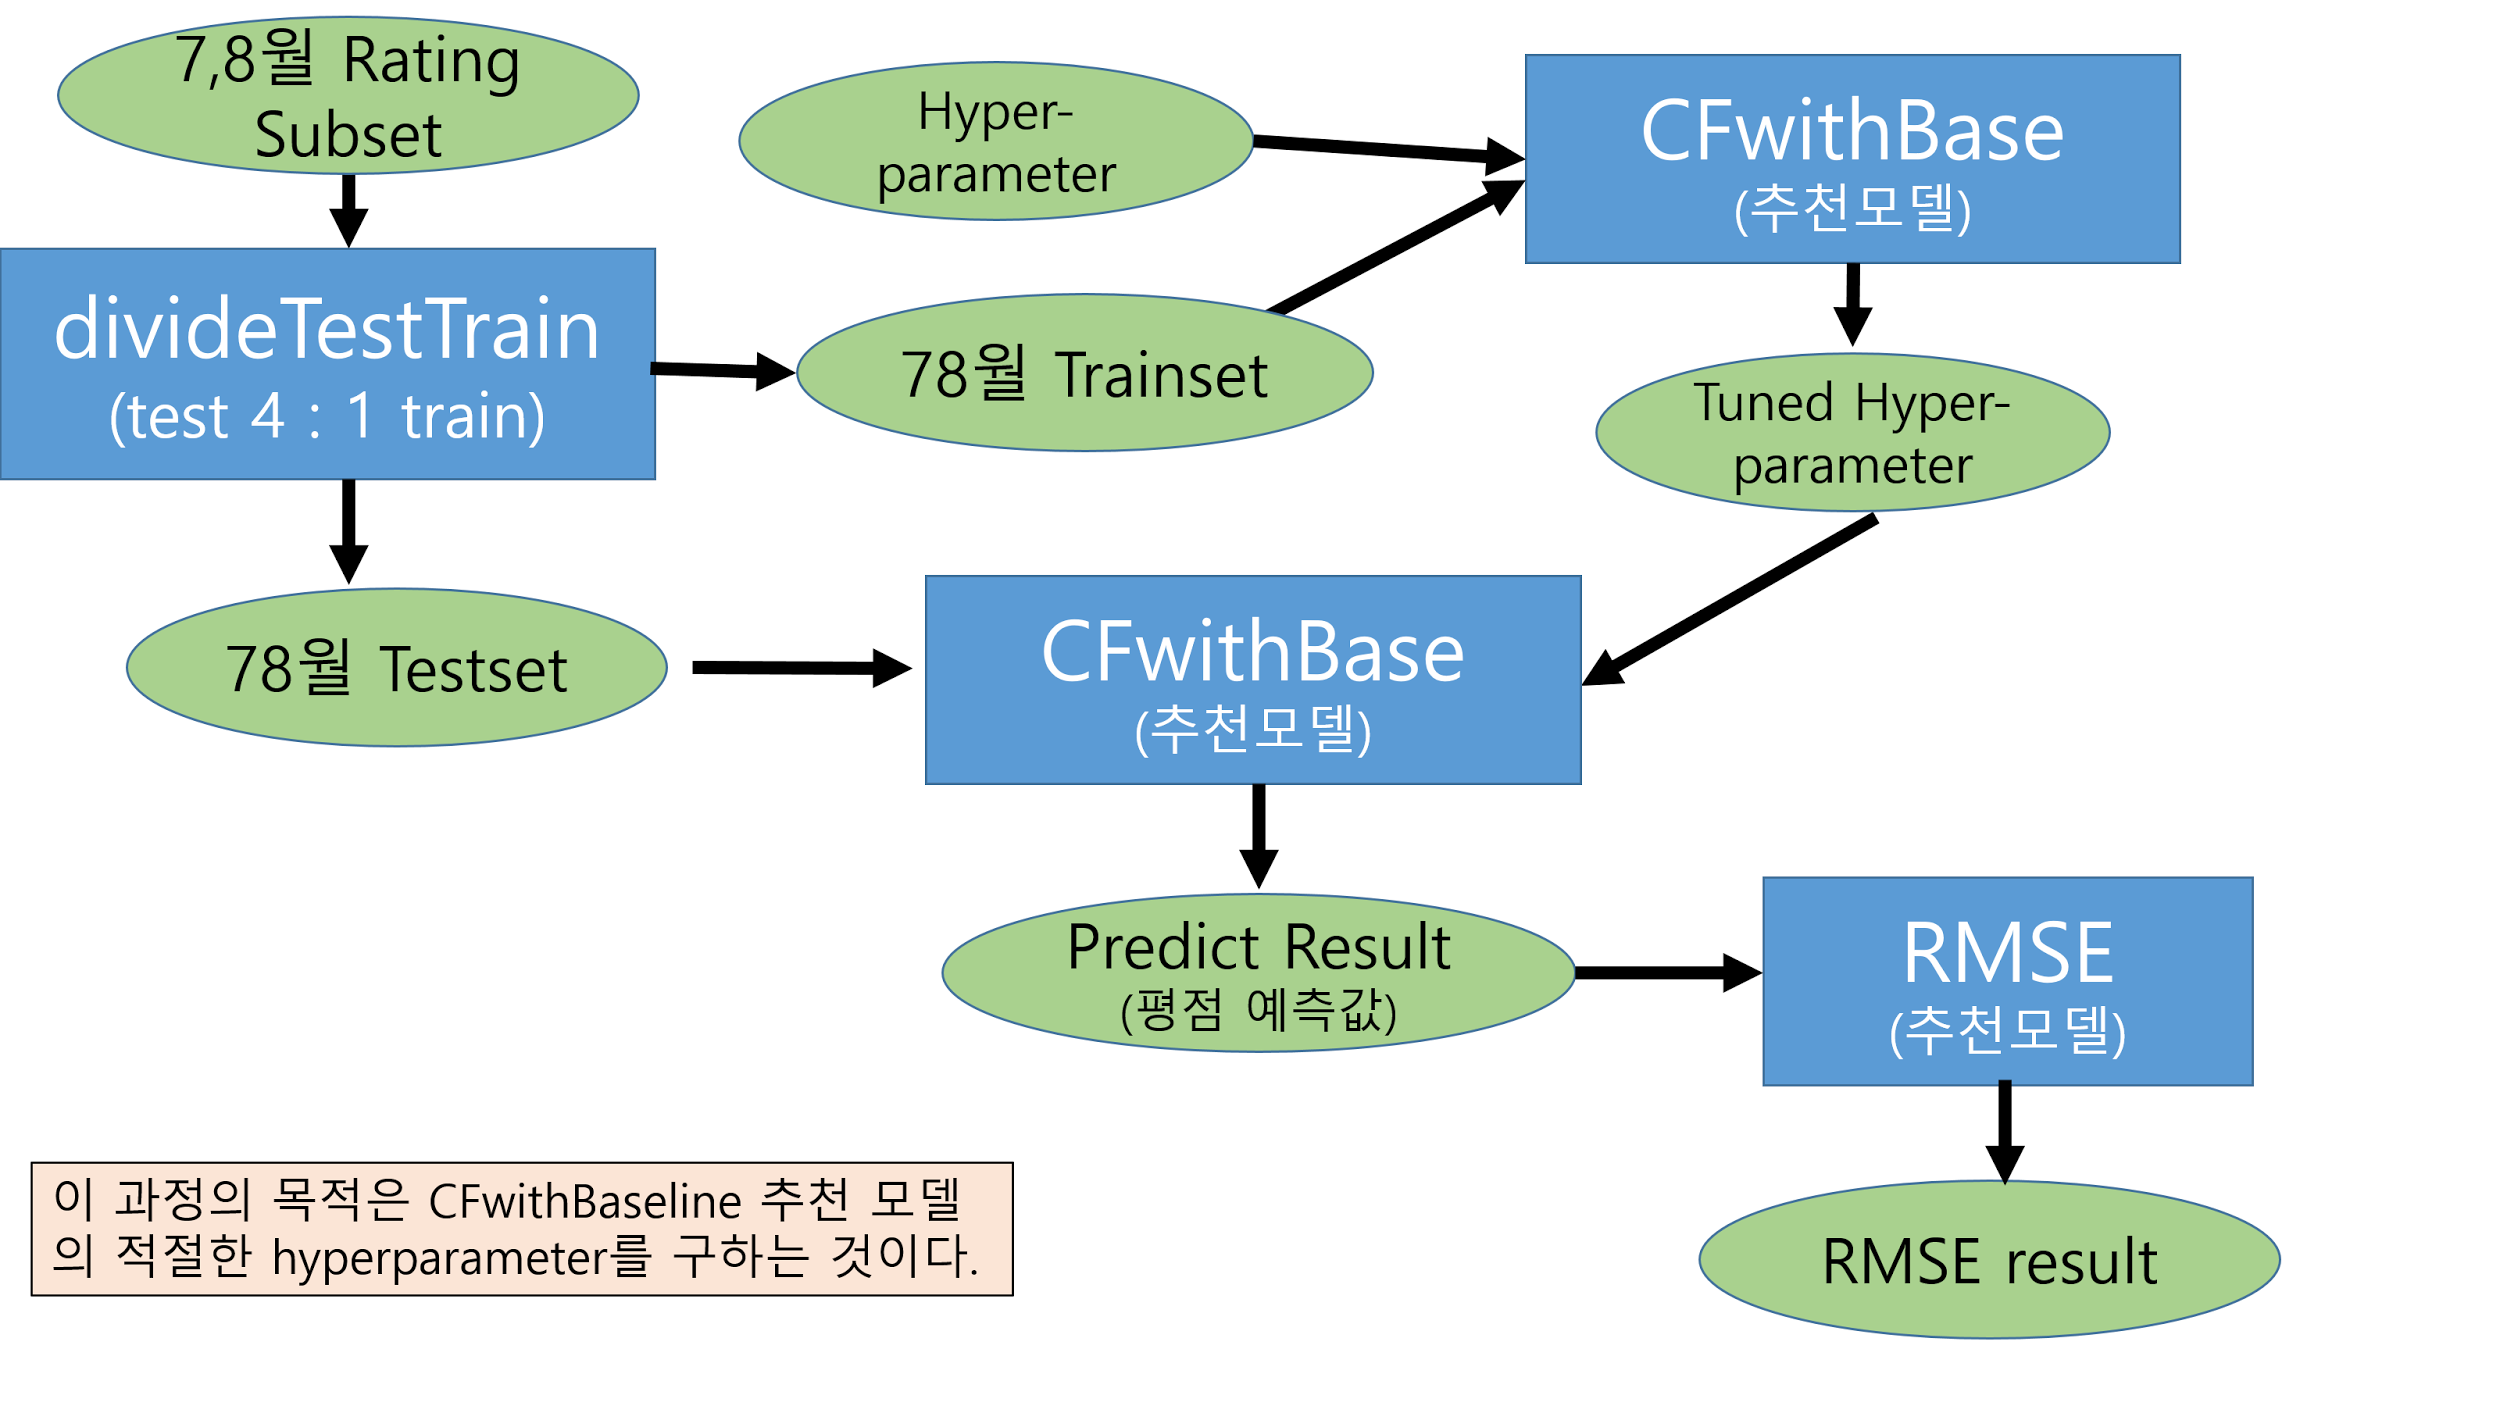 7,8월 Rating
Subset
Hyper-
parameter
CFwithBase
(추천모델)
divideTestTrain
(test 4 : 1 train)
78월 Trainset
Tuned Hyper-
parameter
78월 Testset
CFwithBase
(추천모델)
Predict Result
(평점 예측값)
RMSE
(추천모델)
이 과정의 목적은 CFwithBaseline 추천 모델
의 적절한 hyperparameter를 구하는 것이다.
RMSE result